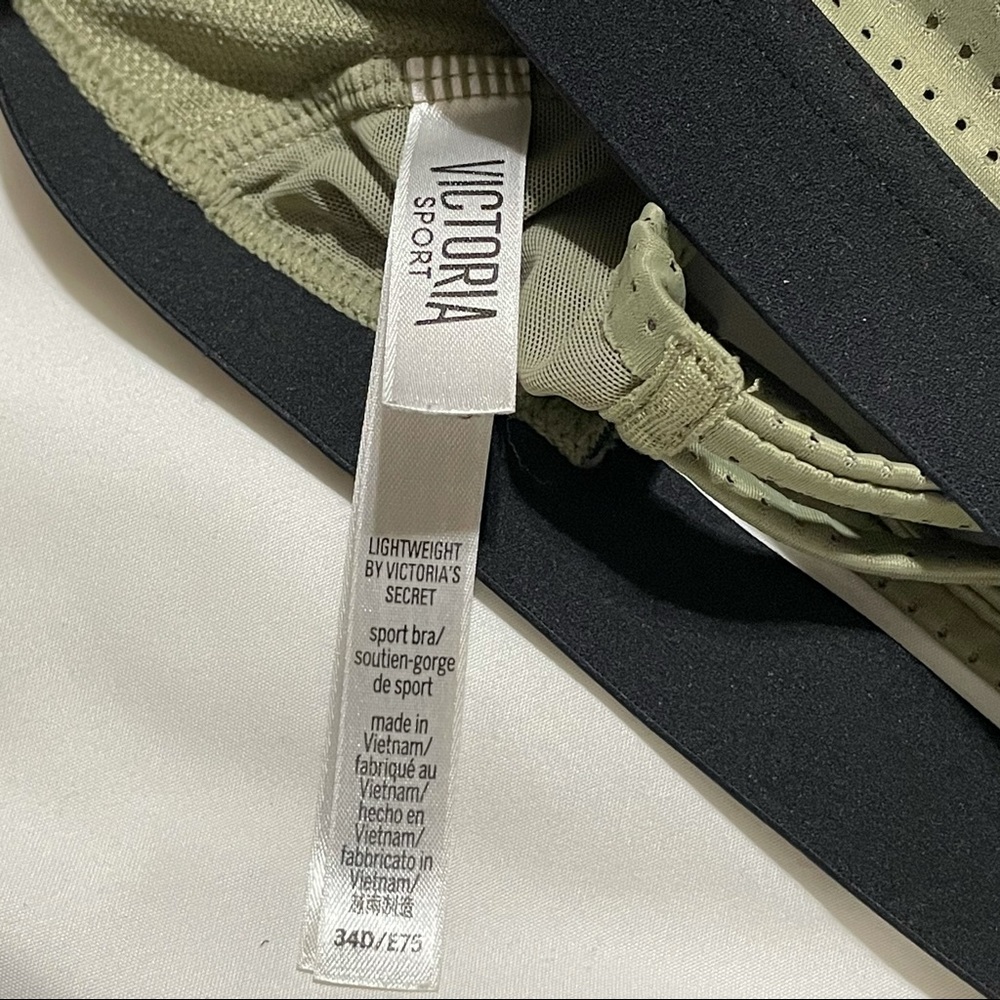 VICTORIA
SPORT
LIGHTWEIGHT
BY VICTORIA'S
SECRET
sport bra/
soutien-gorge
de sport
made in
Vietnam/
fabriqué au
Vietnam/
hecho en
Vietnam/
fabbricato in
Vietnam/
越南制造
34D/E75